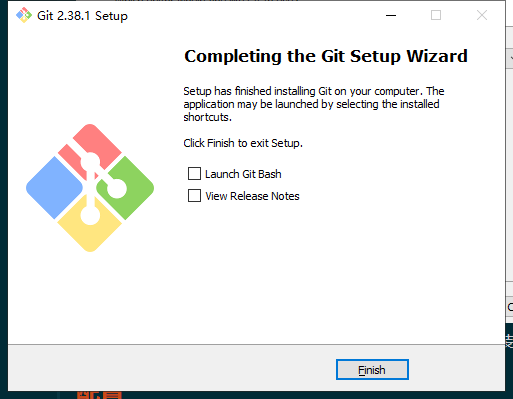 Git 2.38.1 Setup
Completing the Git Setup Wizard
Setup has finished installing Git on your computer. The
application may be launched by selecting the installed
shortcuts.
Click Finish to exit Setup.
Launch Git Bash
View Release Notes
Finish